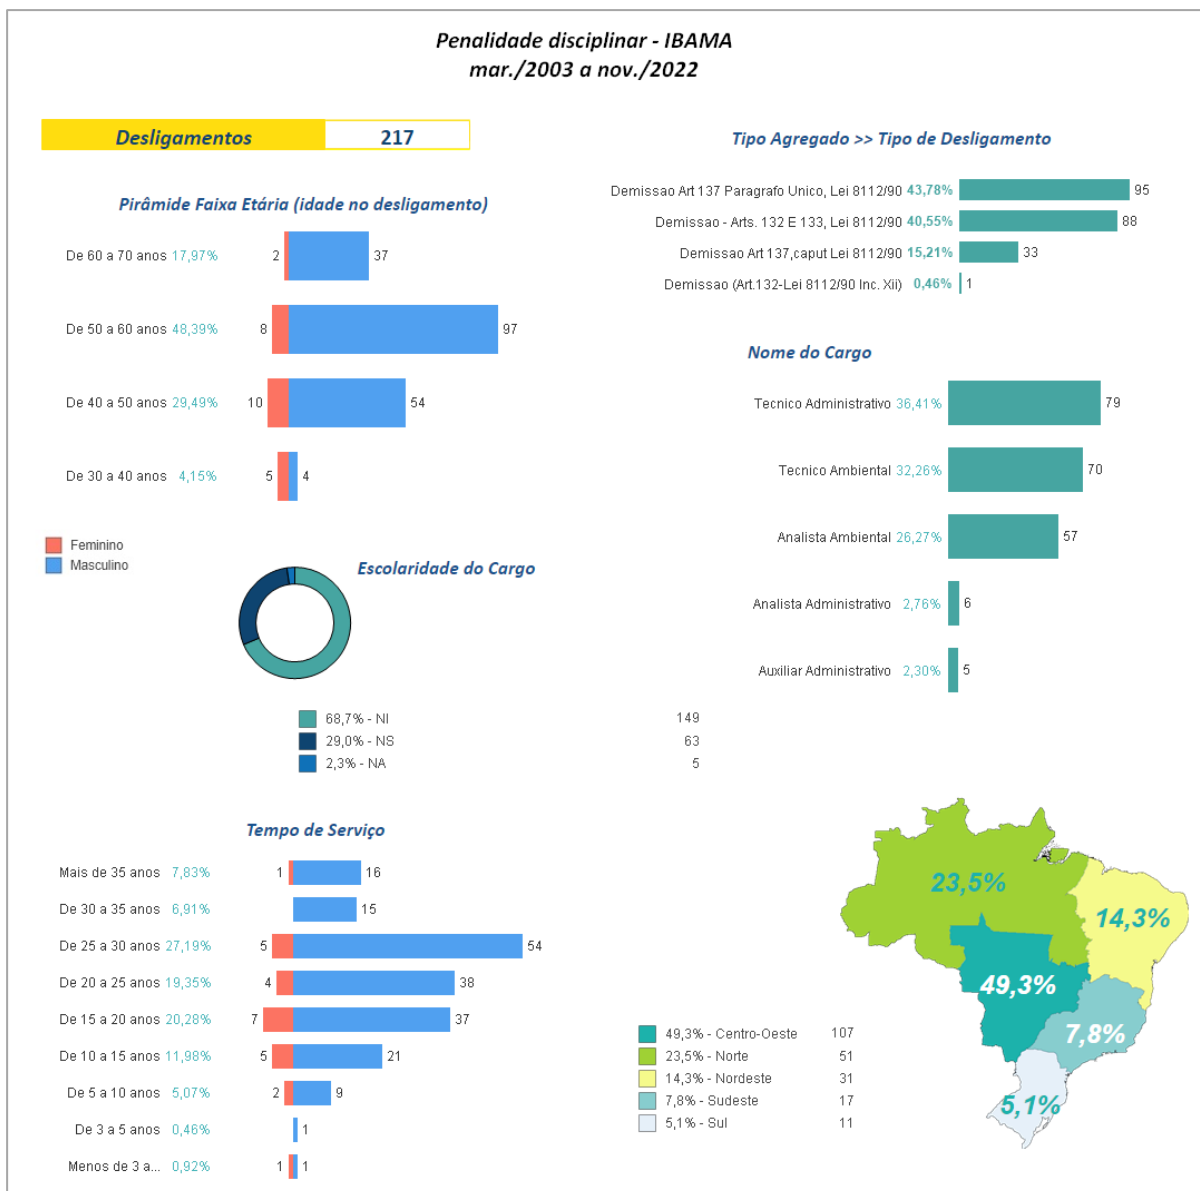 Penalidade disciplinar - IBAMA
mar./2003 a nov./2022
Desligamentos 217
Pirâmide Faixa Etária (idade no desligamento)
De 60 a 70 anos 17,97% 2 37
De 50 a 60 anos 48,39% 8 97
De 40 a 50 anos 29,49% 10 54
De 30 a 40 anos 4,15% 5 4
Feminino
Masculino
Escolaridade do Cargo
68,7% - NI 149
29,0% - NS 63
2,3% - NA 5
Tempo de Serviço
Mais de 35 anos 7,83% 1 16
De 30 a 35 anos 6,91% 15
De 25 a 30 anos 27,19% 5 54
De 20 a 25 anos 19,35% 4 38
De 15 a 20 anos 20,28% 7 37
De 10 a 15 anos 11,98% 5 21
De 5 a 10 anos 5,07% 2 9
De 3 a 5 anos 0,46% 1
Menos de 3 a... 0,92% 1 1
Tipo Agregado >> Tipo de Desligamento
Demissao Art 137 Paragrafo Unico, Lei 8112/90 43,78% 95
Demissao - Arts. 132 E 133, Lei 8112/90 40,55% 88
Demissao Art 137,caput Lei 8112/90 15,21% 33
Demissao (Art.132-Lei 8112/90 Inc. Xii) 0,46% 1
Nome do Cargo
Tecnico Administrativo 36,41% 79
Tecnico Ambiental 32,26% 70
Analista Ambiental 26,27% 57
Analista Administrativo 2,76% 6
Auxiliar Administrativo 2,30% 5
23,5%
14,3%
49,3%
7,8%
5,1%
49,3% - Centro-Oeste 107
23,5% - Norte 51
14,3% - Nordeste 31
7,8% - Sudeste 17
5,1% - Sul 11